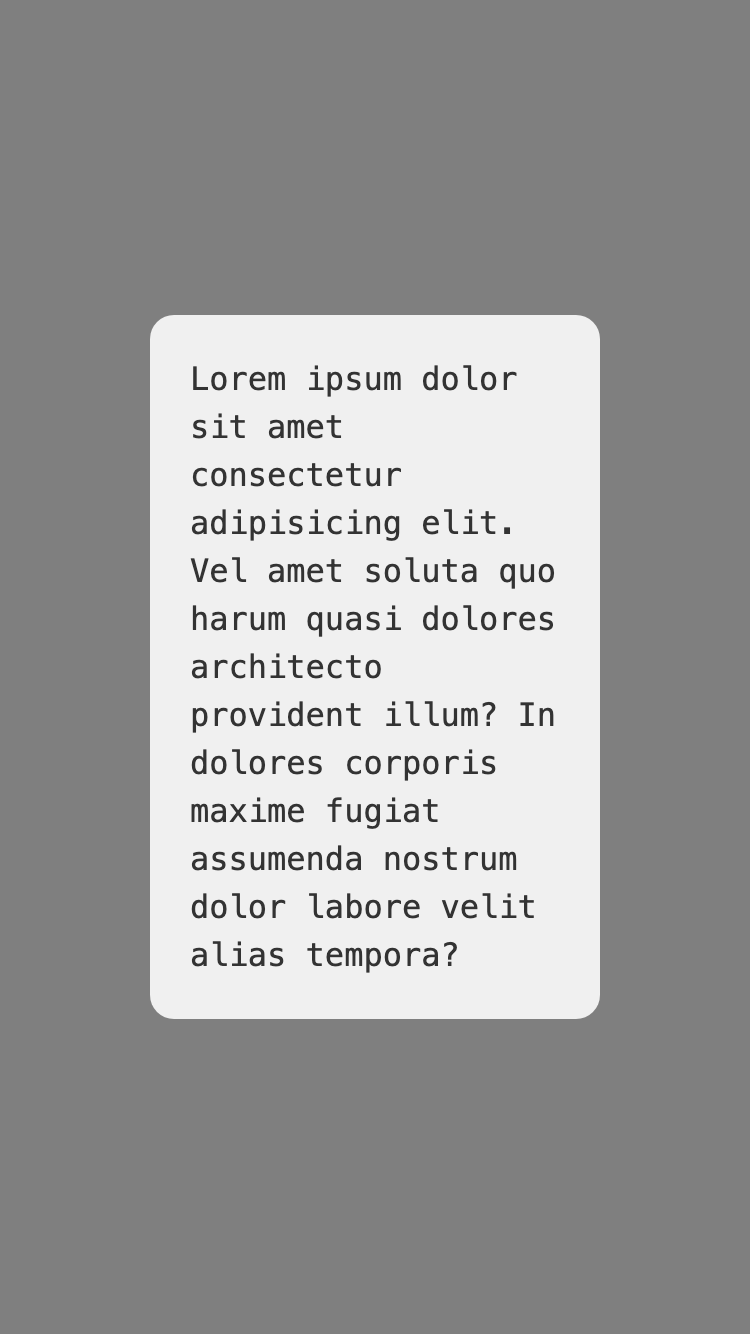 Lorem ipsum dolor
sit amet
consectetur
adipisicing elit.
Vel amet soluta quo
harum quasi dolores
architecto
provident illum? In
dolores corporis
maxime fugiat
assumenda nostrum
dolor labore velit
alias tempora?